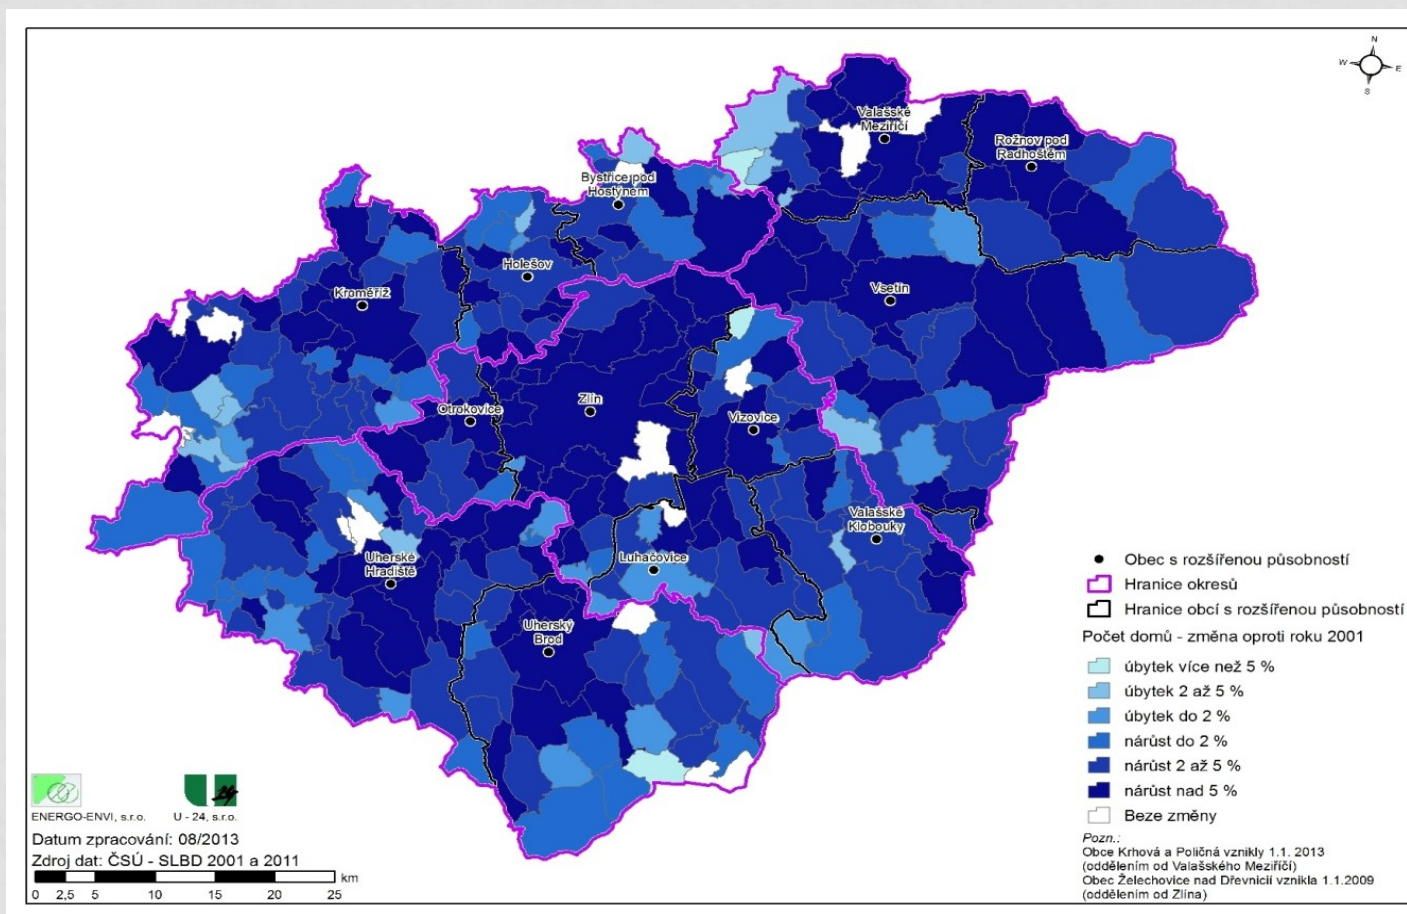 N
W
E
S
Valašské
Meziříčí
Rožnov pod
Radhoštěm
Bystřice pod
Hostýnem
Holešov
Kroměříž
Vsetín
Otrokovice
Zlín
Vizovice
Valašské
Klobouky
Uherské
Hradiště
Luhačovice
Uherský
Brod
Obec s rozšířenou působností
Hranice okresů
Hranice obcí s rozšířenou působností
Počet domů - změna oproti roku 2001
úbytek více než 5 %
úbytek 2 až 5 %
úbytek do 2 %
nárůst do 2 %
nárůst 2 až 5 %
nárůst nad 5 %
Beze změny
Pozn.:
Obce Krhová a Poličná vznikly 1.1. 2013
(oddělením od Valašského Meziříčí)
Obec Želechovice nad Dřevnicií vznikla 1.1.2009
(oddělením od Zlína)
ENERGO-ENVI, s.r.o. U - 24, s.r.o.
Datum zpracování: 08/2013
Zdroj dat: ČSÚ - SLBD 2001 a 2011
km
0 2,5 5 10 15 20 25